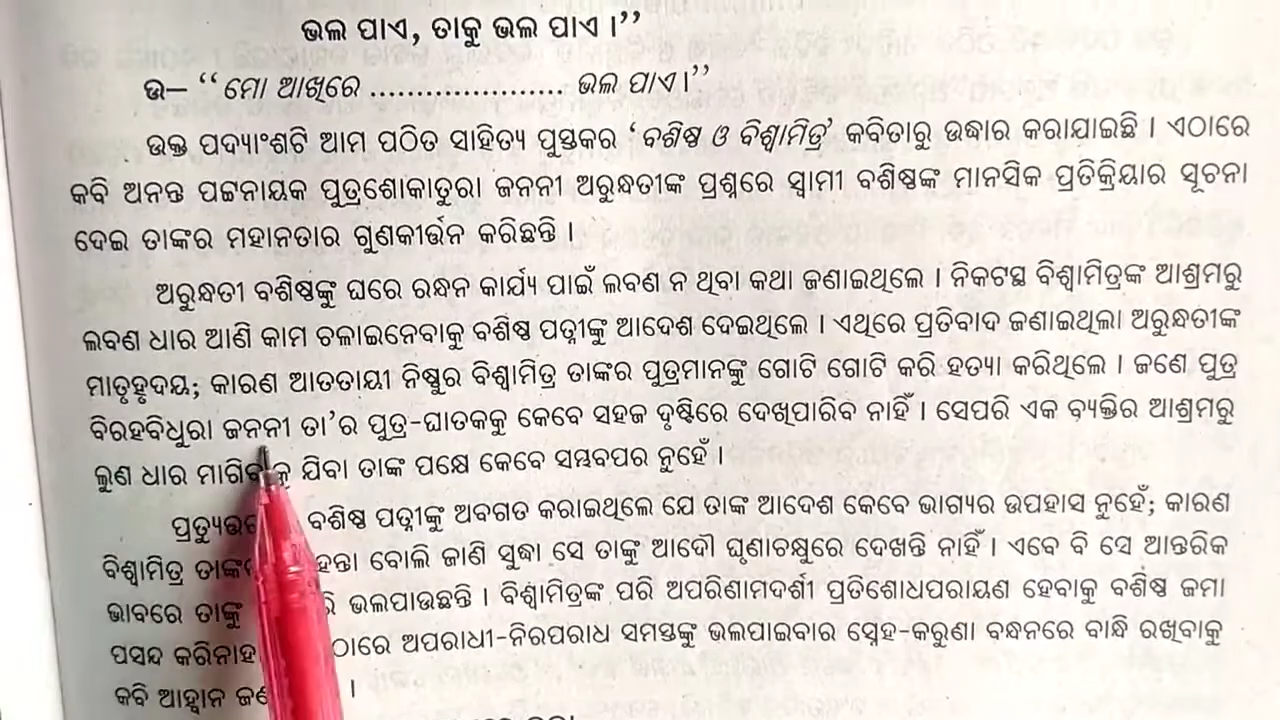 ଭଲ ପାଏ, ତାକୁ ଭଲ ପାଏ।”
ଉ– “ମୋ ଆଖିରେ ..................... ଭଲ ପାଏ।”
ଉକ୍ତ ପଦ୍ୟାଂଶଟି ଆମ ପଠିତ ସାହିତ୍ୟ ପୁସ୍ତକର ‘ବଶିଷ୍ଠ ଓ ବିଶ୍ୱାମିତ୍ର’ କବିତାରୁ ଉଦ୍ଧାର କରାଯାଇଛି। ଏଠାରେ
କବି ଅନନ୍ତ ପଟ୍ଟନାୟକ ପୁତ୍ରଶୋକାତୁରା ଜନନୀ ଅରୁନ୍ଧତୀଙ୍କ ପ୍ରଶ୍ନରେ ସ୍ୱାମୀ ବଶିଷ୍ଠଙ୍କ ମାନସିକ ପ୍ରତିକ୍ରିୟାର ସୂଚନା
ଦେଇ ତାଙ୍କର ମହାନତାର ଗୁଣକୀର୍ତ୍ତନ କରିଛନ୍ତି।
ଅରୁନ୍ଧତୀ ବଶିଷ୍ଠଙ୍କୁ ଘରେ ରନ୍ଧନ କାର୍ଯ୍ୟ ପାଇଁ ଲବଣ ନ ଥିବା କଥା ଜଣାଇଥିଲେ। ନିକଟସ୍ଥ ବିଶ୍ୱାମିତ୍ରଙ୍କ ଆଶ୍ରମରୁ
ଲବଣ ଧାର ଆଣି କାମ ଚଳାଇନେବାକୁ ବଶିଷ୍ଠ ପତ୍ନୀଙ୍କୁ ଆଦେଶ ଦେଇଥିଲେ। ଏଥିରେ ପ୍ରତିବାଦ ଜଣାଇଥିଲା ଅରୁନ୍ଧତୀଙ୍କ
ମାତୃହୃଦୟ; କାରଣ ଆତତାୟୀ ନିଷ୍ଠୁର ବିଶ୍ୱାମିତ୍ର ତାଙ୍କର ପୁତ୍ରମାନଙ୍କୁ ଗୋଟି ଗୋଟି କରି ହତ୍ୟା କରିଥିଲେ। ଜଣେ ପୁତ୍ର
ବିରହବିଧୁରା ଜନନୀ ତା’ର ପୁତ୍ର-ଘାତକକୁ କେବେ ସହଜ ଦୃଷ୍ଟିରେ ଦେଖିପାରିବ ନାହିଁ। ସେପରି ଏକ ବ୍ୟକ୍ତିର ଆଶ୍ରମରୁ
ଲୁଣ ଧାର ମାଗିବାକୁ ଯିବା ତାଙ୍କ ପକ୍ଷେ କେବେ ସମ୍ଭବପର ନୁହେଁ।
ବଶିଷ୍ଠ ପତ୍ନୀଙ୍କୁ ଅବଗତ କରାଇଥିଲେ ଯେ ତାଙ୍କ ଆଦେଶ କେବେ ଭାଗ୍ୟର ଉପହାସ ନୁହେଁ; କାରଣ
ବିଶ୍ୱାମିତ୍ର ବୋଲି ଜାଣି ସୁଦ୍ଧା ସେ ତାଙ୍କୁ ଆଦୌ ଘୃଣାଚକ୍ଷୁରେ ଦେଖନ୍ତି ନାହିଁ। ଏବେ ବି ସେ ଆନ୍ତରିକ
ଭାବରେ ତାଙ୍କୁ ଭଲପାଉଛନ୍ତି। ବିଶ୍ୱାମିତ୍ରଙ୍କ ପରି ଅପରିଣାମଦର୍ଶୀ ପ୍ରତିଶୋଧପରାୟଣ ହେବାକୁ ବଶିଷ୍ଠ ଜମା
ପସନ୍ଦ ଅପରାଧୀ-ନିରପରାଧ ସମସ୍ତଙ୍କୁ ଭଲପାଇବାର ସ୍ନେହ-କରୁଣା ବନ୍ଧନରେ ବାନ୍ଧି ରଖିବାକୁ
କବି ଆହ୍ୱାନ